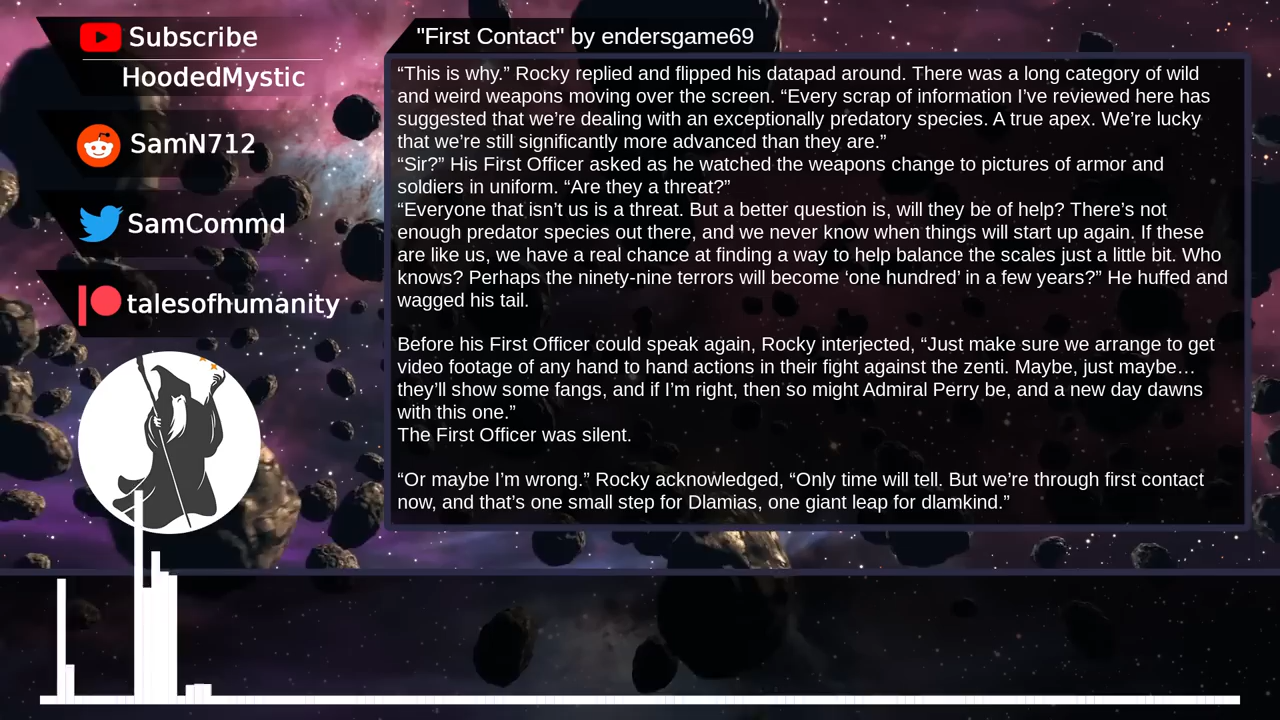 Subscribe
HoodedMystic
SamN712
SamCommd
talesofhumanity
"First Contact" by endersgame69
“This is why.” Rocky replied and flipped his datapad around. There was a long category of wild
and weird weapons moving over the screen. “Every scrap of information I’ve reviewed here has
suggested that we’re dealing with an exceptionally predatory species. A true apex. We’re lucky
that we’re still significantly more advanced than they are.”
“Sir?” His First Officer asked as he watched the weapons change to pictures of armor and
soldiers in uniform. “Are they a threat?”
“Everyone that isn’t us is a threat. But a better question is, will they be of help? There’s not
enough predator species out there, and we never know when things will start up again. If these
are like us, we have a real chance at finding a way to help balance the scales just a little bit. Who
knows? Perhaps the ninety-nine terrors will become ‘one hundred’ in a few years?” He huffed and
wagged his tail.
Before his First Officer could speak again, Rocky interjected, “Just make sure we arrange to get
video footage of any hand to hand actions in their fight against the zenti. Maybe, just maybe…
they’ll show some fangs, and if I’m right, then so might Admiral Perry be, and a new day dawns
with this one.”
The First Officer was silent.
“Or maybe I’m wrong.” Rocky acknowledged, “Only time will tell. But we’re through first contact
now, and that’s one small step for Dlamias, one giant leap for dlamkind.”